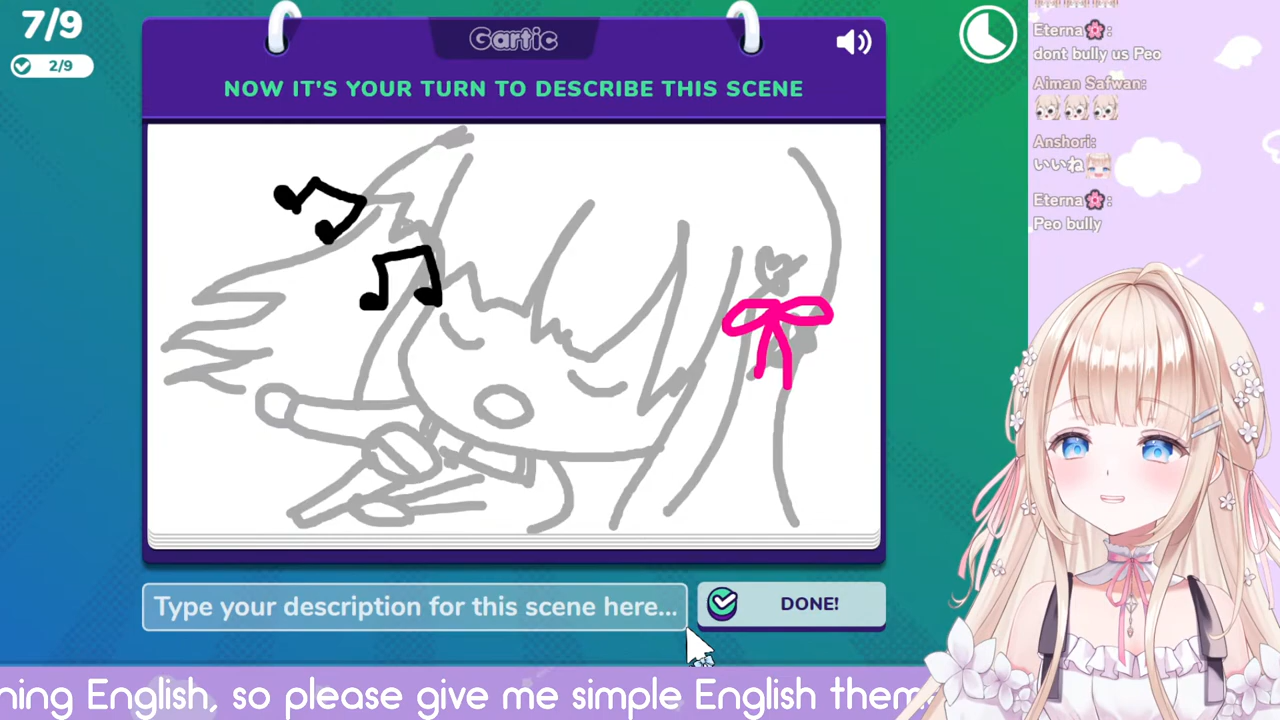 7/9
2/9
Gartic
NOW IT'S YOUR TURN TO DESCRIBE THIS SCENE
Type your description for this scene here...
DONE!
Eterna🌸:
dont bully us Peo
Aiman Safwan:
Anshori:
いいね
Eterna🌸:
Peo bully
ning English, so please give me simple English them